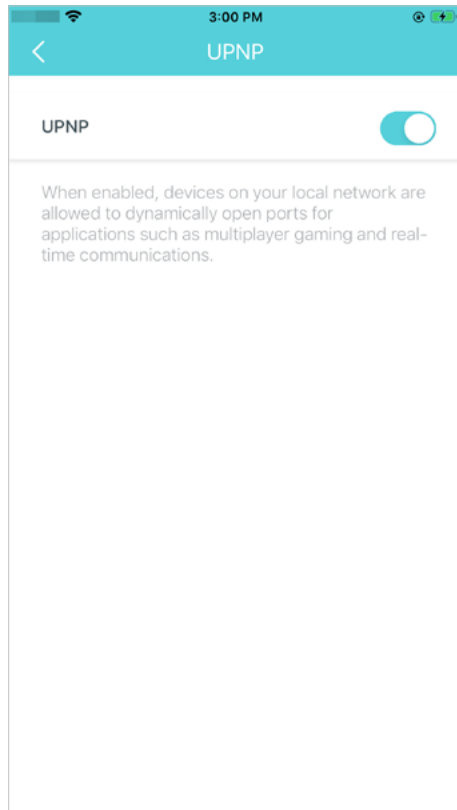 3:00 PM
UPNP
UPNP
When enabled, devices on your local network are
allowed to dynamically open ports for
applications such as multiplayer gaming and real-
time communications.